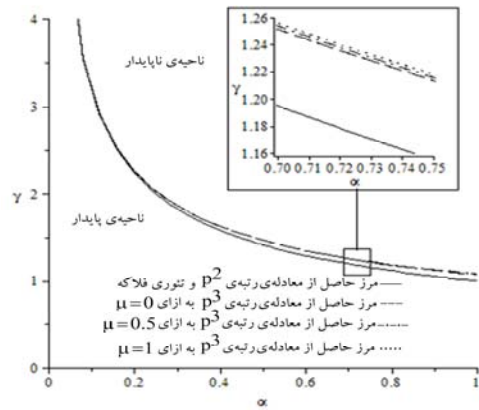 4
3
γ
2
1
0
0
0.2
0.4
0.6
0.8
1
α
ناحیه‌ی ناپایدار
ناحیه‌ی پایدار
1.26
1.24
1.22
γ
1.20
1.18
1.16
0.70 0.71 0.72 0.73 0.74 0.75
α
مرز حاصل از معادله‌ی رتبه‌ی p2 و تئوری فلاکه
مرز حاصل از معادله‌ی رتبه‌ی p3 به ازای μ=0
مرز حاصل از معادله‌ی رتبه‌ی p3 به ازای μ=0.5
مرز حاصل از معادله‌ی رتبه‌ی p3 به ازای μ=1